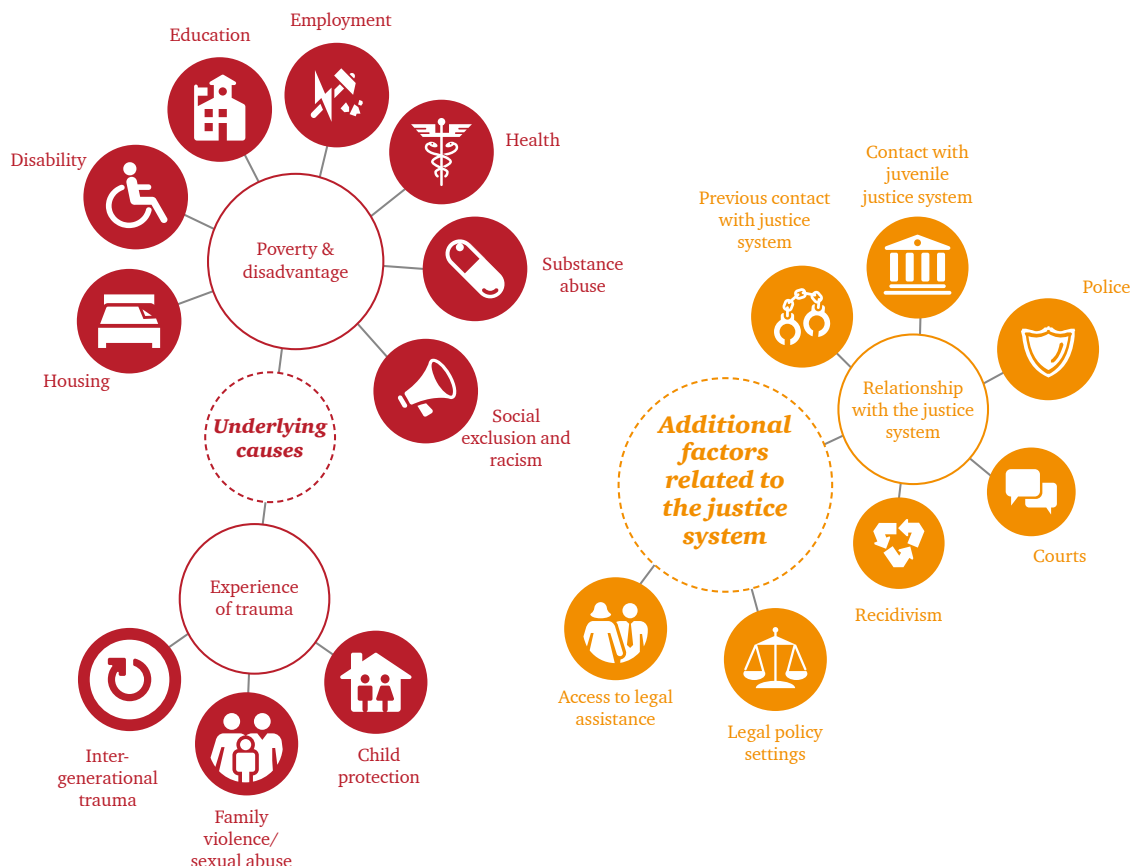 Employment
Education
Health
Disability
Poverty &
disadvantage
Substance
abuse
Housing
Social
exclusion and
racism
Underlying
causes
Experience
of trauma
Inter-
generational
trauma
Family
violence/
sexual abuse
Child
protection
Contact with
juvenile
justice system
Previous contact
with justice
system
Police
Relationship
with the justice
system
Additional
factors
related to
the justice
system
Courts
Recidivism
Access to legal
assistance
Legal policy
settings